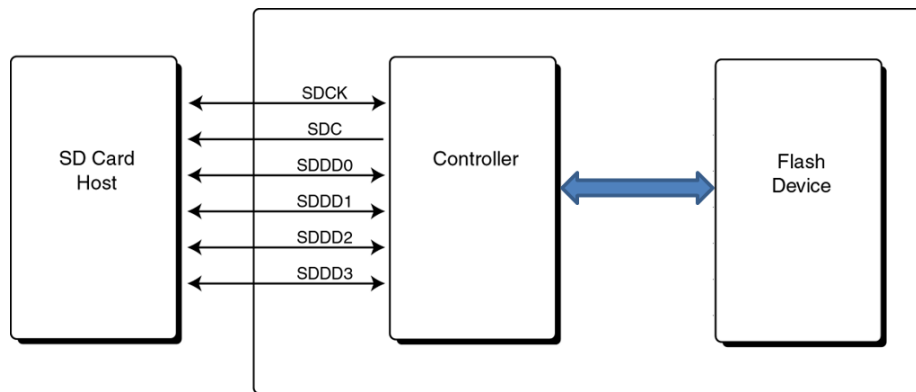 SD Card
Host
SDCK
SDC
SDDD0
SDDD1
SDDD2
SDDD3
Controller
Flash
Device